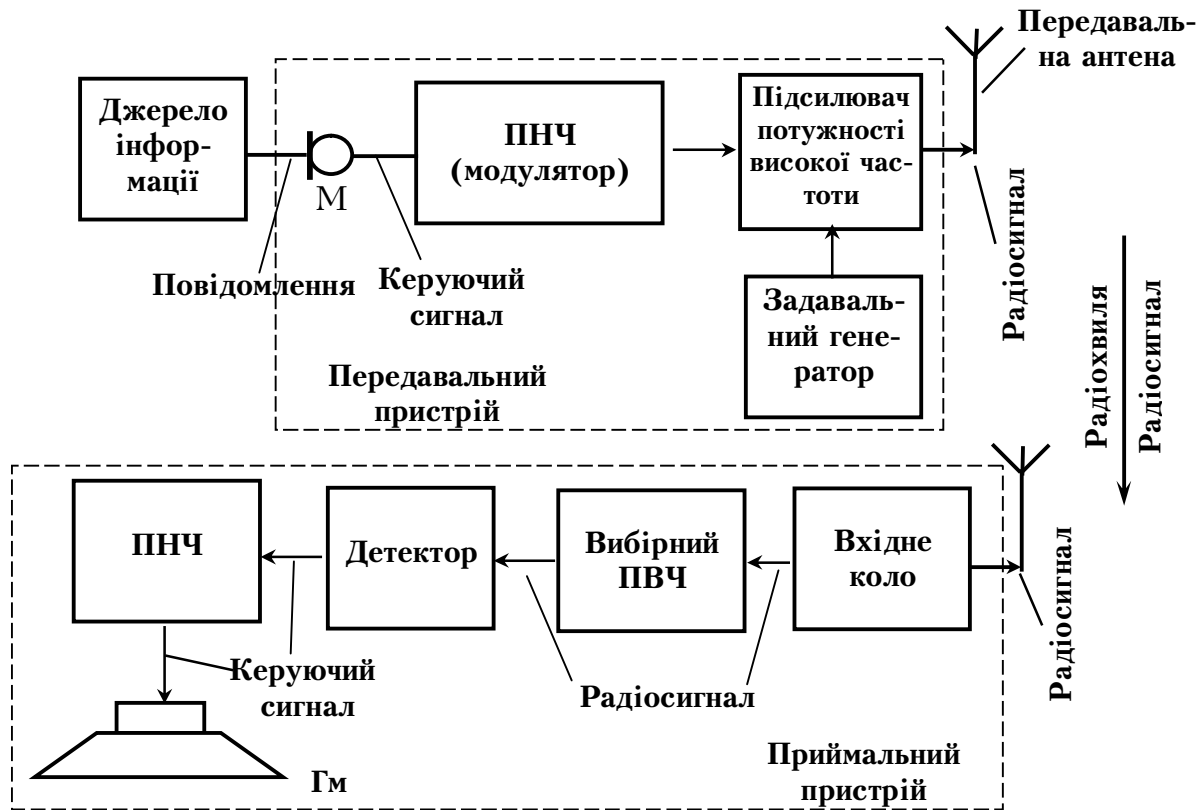 Передаваль-
на антена
Джерело
інфор-
мації
М
ПНЧ
(модулятор)
Підсилювач
потужності
високої час-
тоти
Повідомлення
Керуючий
сигнал
Задаваль-
ний гене-
ратор
Передавальний
пристрій
Радіосигнал
Радіохвиля
Радіосигнал
ПНЧ
Детектор
Вибірний
ПВЧ
Вхідне
коло
Радіосигнал
Керуючий
сигнал
Радіосигнал
Гм
Приймальний
пристрій